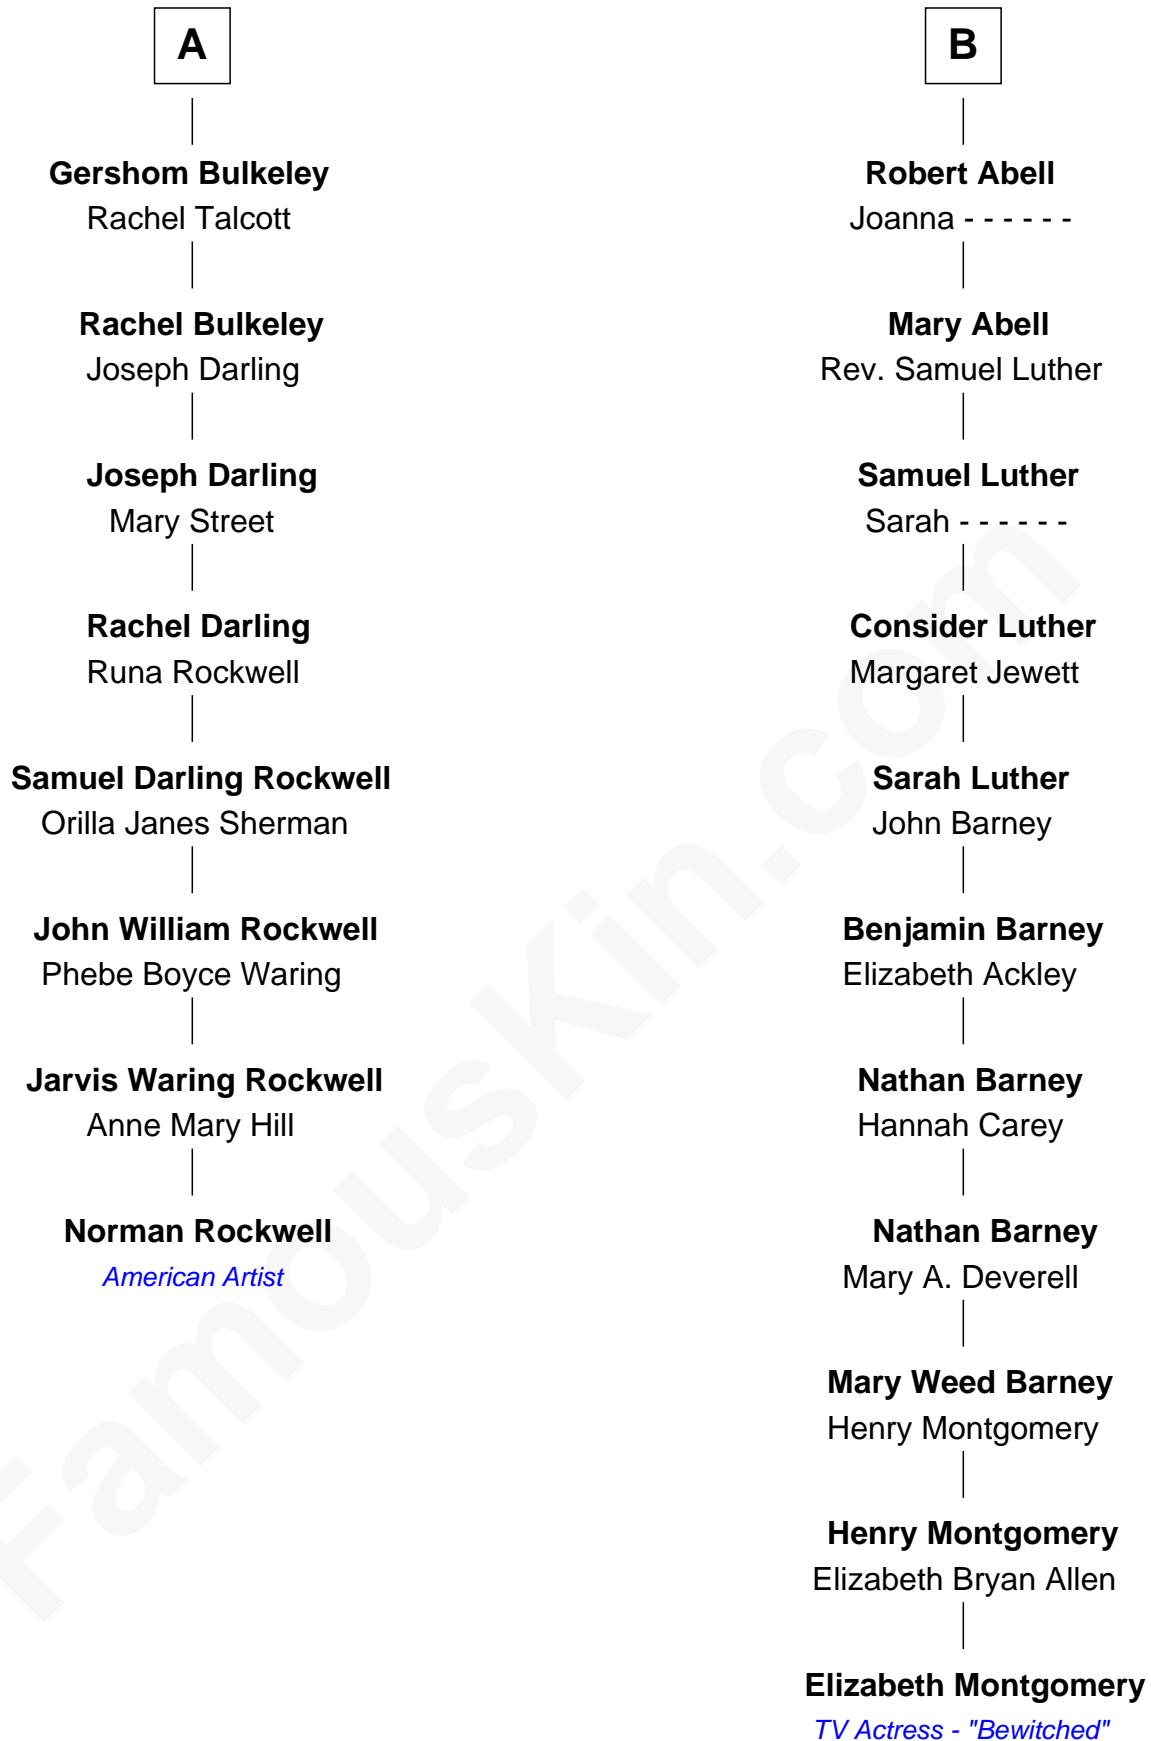 A
Gershom Bulkeley
Rachel Talcott
Rachel Bulkeley
Joseph Darling
Joseph Darling
Mary Street
Rachel Darling
Runa Rockwell
Samuel Darling Rockwell
Orilla Janes Sherman
John William Rockwell
Phebe Boyce Waring
Jarvis Waring Rockwell
Anne Mary Hill
Norman Rockwell
American Artist
B
Robert Abell
Joanna - - - - - -
Mary Abell
Rev. Samuel Luther
Samuel Luther
Sarah - - - - - -
Consider Luther
Margaret Jewett
Sarah Luther
John Barney
Benjamin Barney
Elizabeth Ackley
Nathan Barney
Hannah Carey
Nathan Barney
Mary A. Deverell
Mary Weed Barney
Henry Montgomery
Henry Montgomery
Elizabeth Bryan Allen
Elizabeth Montgomery
TV Actress - "Bewitched"
FamousKin.com